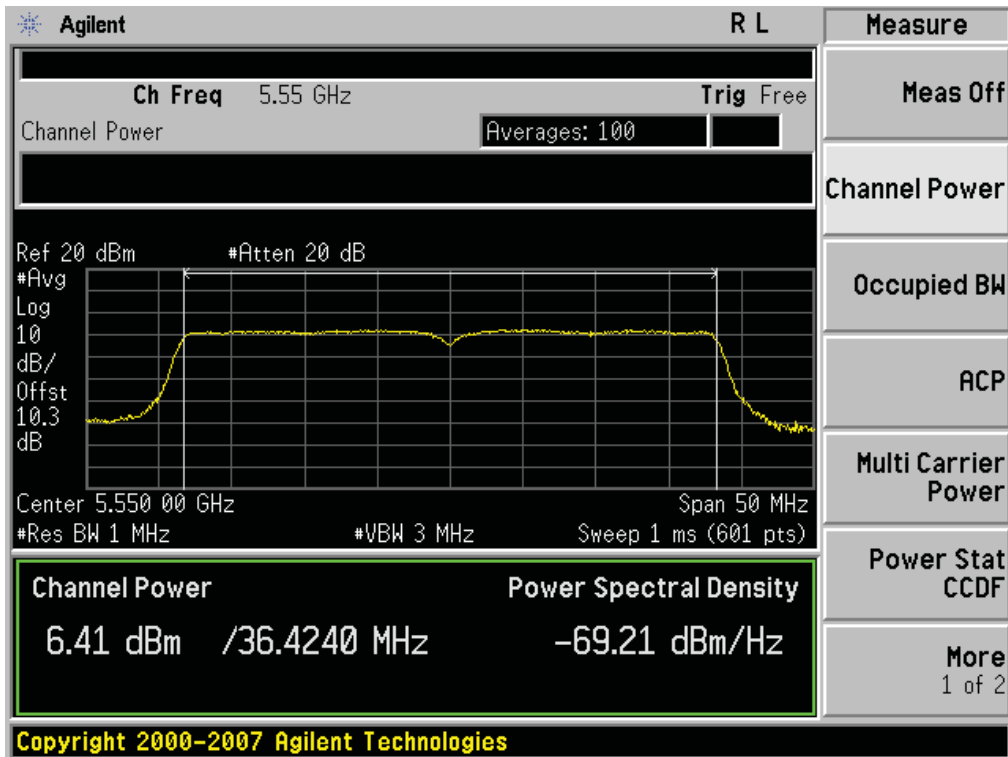 Agilent R L
Ch Freq 5.55 GHz Trig Free
Channel Power Averages: 100
Ref 20 dBm #Atten 20 dB
#Avg
Log
10
dB/
Offst
10.3
dB
Center 5.550 00 GHz Span 50 MHz
#Res BW 1 MHz #VBW 3 MHz Sweep 1 ms (601 pts)
Channel Power Power Spectral Density
6.41 dBm /36.4240 MHz -69.21 dBm/Hz
Copyright 2000-2007 Agilent Technologies
Measure
Meas Off
Channel Power
Occupied BW
ACP
Multi Carrier
Power
Power Stat
CCDF
More
1 of 2